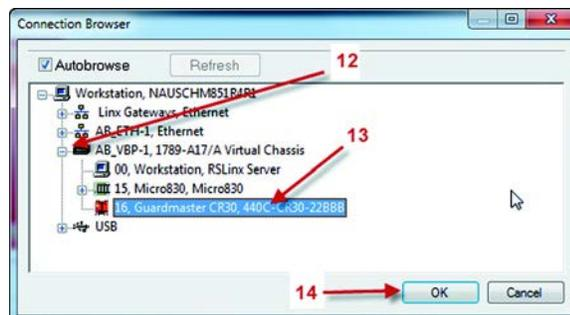 Connection Browser
Autobrowse
Refresh
12
Workstation, NAUSCHM851R4R1
Linx Gateways, Ethernet
AB_ETH-1, Ethernet
AB_VBP-1, 1789-A17/A Virtual Chassis
13
00, Workstation, RSLinx Server
15, Micro830, Micro830
16, Guardmaster CR30, 440C-CR30-22BBB
USB
14
OK
Cancel